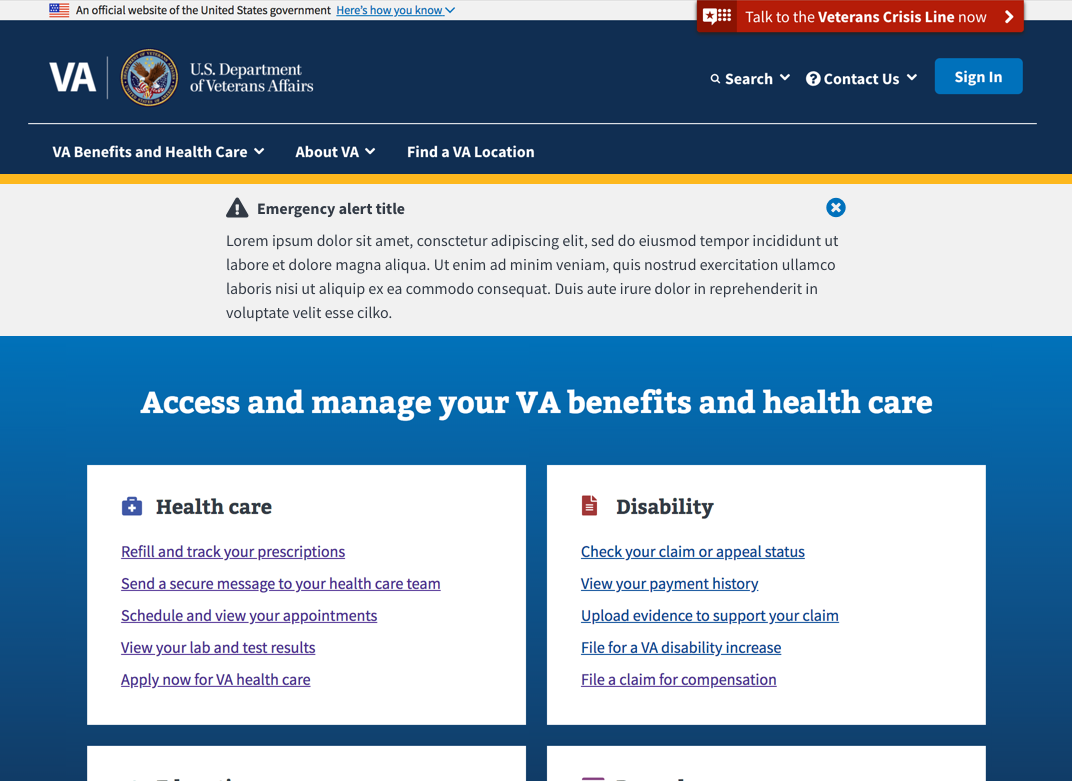 An official website of the United States government Here's how you know
Talk to the Veterans Crisis Line now
VA
U.S. Department
of Veterans Affairs
Search
Contact Us
Sign In
VA Benefits and Health Care
About VA
Find a VA Location
Emergency alert title
Lorem ipsum dolor sit amet, consctetur adipiscing elit, sed do eiusmod tempor incididunt ut
labore et dolore magna aliqua. Ut enim ad minim veniam, quis nostrud exercitation ullamco
laboris nisi ut aliquip ex ea commodo consequat. Duis aute irure dolor in reprehenderit in
voluptate velit esse cilko.
Access and manage your VA benefits and health care
Health care
Refill and track your prescriptions
Send a secure message to your health care team
Schedule and view your appointments
View your lab and test results
Apply now for VA health care
Disability
Check your claim or appeal status
View your payment history
Upload evidence to support your claim
File for a VA disability increase
File a claim for compensation